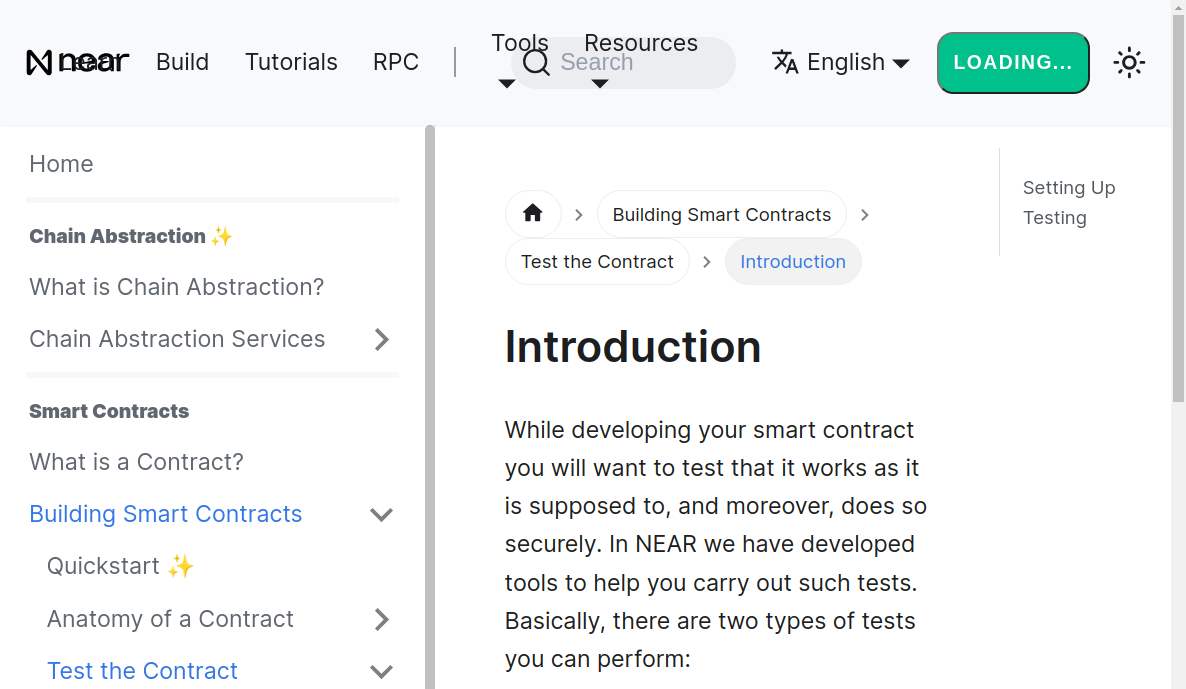 near Learn Build Tutorials RPC Tools Resources Search English LOADING...
Home
Chain Abstraction ✨
What is Chain Abstraction?
Chain Abstraction Services
Smart Contracts
What is a Contract?
Building Smart Contracts
Quickstart ✨
Anatomy of a Contract
Test the Contract
Building Smart Contracts
Test the Contract
Introduction
Introduction
While developing your smart contract
you will want to test that it works as it
is supposed to, and moreover, does so
securely. In NEAR we have developed
tools to help you carry out such tests.
Basically, there are two types of tests
you can perform:
Setting Up
Testing